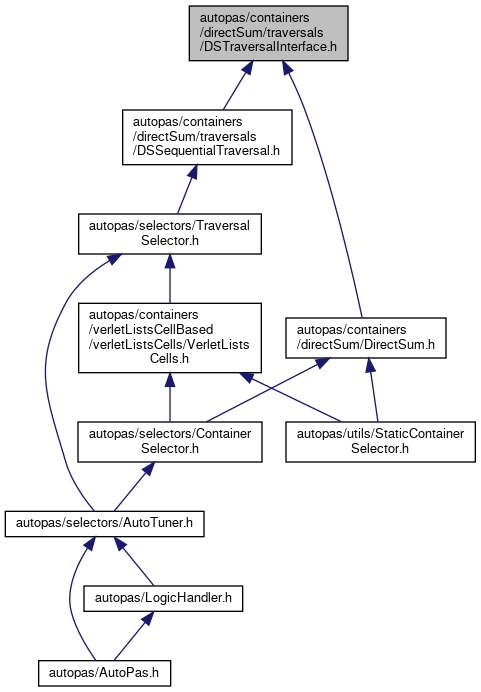 autopas/containers
/directSum/traversals
/DSTraversalInterface.h
autopas/containers
/directSum/traversals
/DSSequentialTraversal.h
autopas/selectors/Traversal
Selector.h
autopas/containers
/verletListsCellBased
/verletListsCells/VerletLists
Cells.h
autopas/containers
/directSum/DirectSum.h
autopas/selectors/Container
Selector.h
autopas/utils/StaticContainer
Selector.h
autopas/selectors/AutoTuner.h
autopas/LogicHandler.h
autopas/AutoPas.h